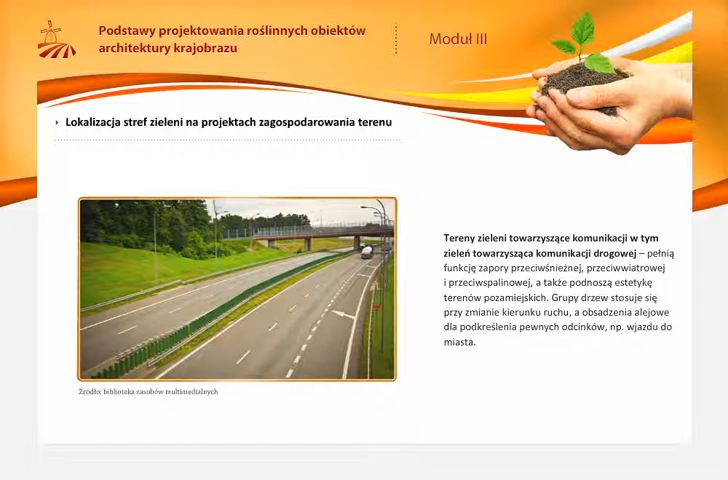 Podstawy projektowania roślinnych obiektów
architektury krajobrazu
Moduł III
Lokalizacja stref zieleni na projektach zagospodarowania terenu
Tereny zieleni towarzyszące komunikacji w tym
zieleń towarzysząca komunikacji drogowej – pełnią
funkcję zapory przeciwśnieżnej, przeciwwiatrowej
i przeciwspalinowej, a także podnoszą estetykę
terenów pozamiejskich. Grupy drzew stosuje się
przy zmianie kierunku ruchu, a obsadzenia alejowe
dla podkreślenia pewnych odcinków, np. wjazdu do
miasta.
Źródło: biblioteka zasobów multimedialnych